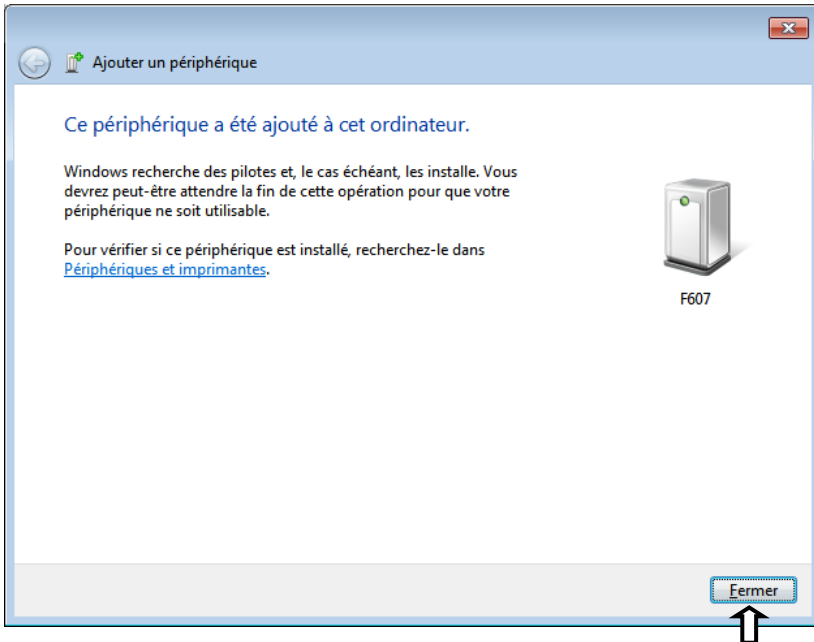 Ajouter un périphérique
Ce périphérique a été ajouté à cet ordinateur.
Windows recherche des pilotes et, le cas échéant, les installe. Vous
devrez peut-être attendre la fin de cette opération pour que votre
périphérique ne soit utilisable.
Pour vérifier si ce périphérique est installé, recherchez-le dans
Périphériques et imprimantes.
F607
Fermer